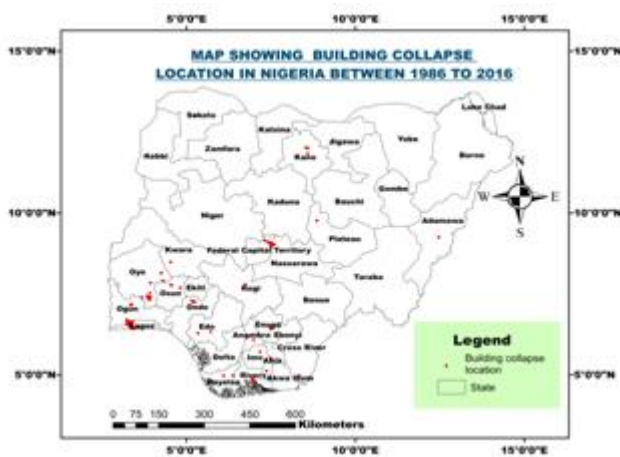 5°0'0"E
10°0'0"E
15°0'0"E
15°0'0"N
15°0'0"N
MAP SHOWING BUILDING COLLAPSE
LOCATION IN NIGERIA BETWEEN 1986 TO 2016
Lake Chad
Sokoto
Katsina
Jigawa
Yobe
Zamfara
Kano
Borno
Kebbi
N
Gombe
W
E
Kaduna
Bauchi
Niger
S
10°0'0"N
10°0'0"N
Adamawa
Plateau
Kwara
Federal Capital Territory
Nassarawa
Oyo
Taraba
Ekiti
Kogi
Osun
Benue
Ogun
Ondo
Lagos
Edo
Enugu
Anambra
Ebonyi
Cross River
Delta
Imo
Abia
Legend
Building collapse
location
State
Rivers
Akwa Ibom
Bayelsa
5°0'0"N
5°0'0"N
0 75 150 300 450 600
Kilometers
5°0'0"E
10°0'0"E
15°0'0"E